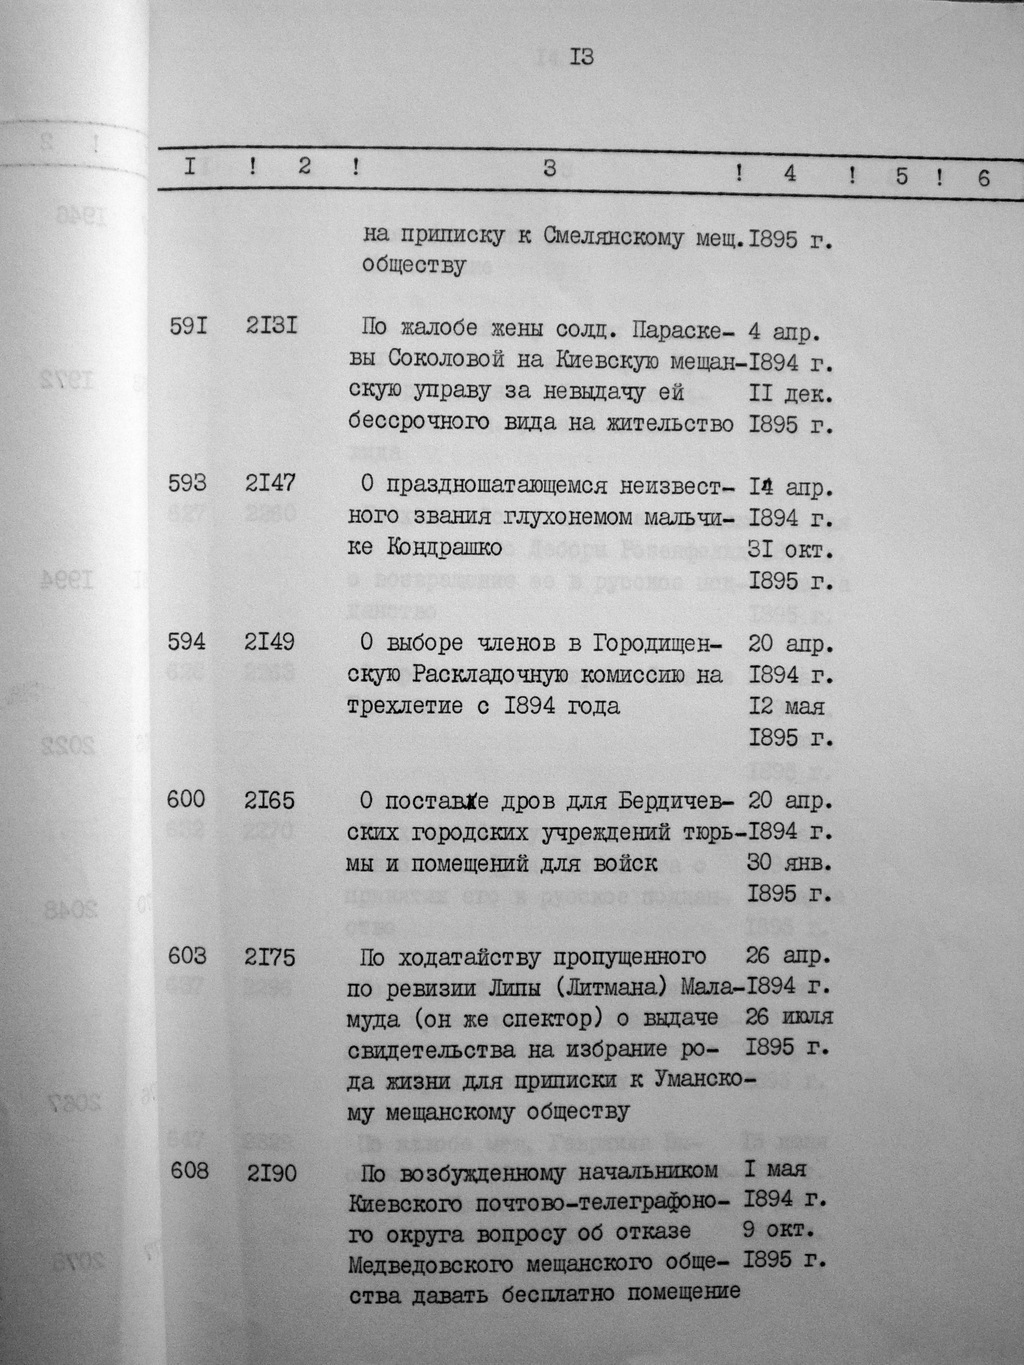 I3
I ! 2 ! 3 ! 4 ! 5 ! 6
на приписку к Смелянскому мещ. I895 г.
обществу
59I 2I3I По жалобе жены солд. Параске- 4 апр.
вы Соколовой на Киевскую мещан- I894 г.
скую управу за невыдачу ей II дек.
бессрочного вида на жительство I895 г.
593 2I47 О праздношатающемся неизвест- I4 апр.
ного звания глухонемом мальчи- I894 г.
ке Кондрашко 3I окт.
I895 г.
594 2I49 О выборе членов в Городищен- 20 апр.
скую Раскладочную комиссию на I894 г.
трехлетие с I894 года I2 мая
I895 г.
600 2I65 О поставке дров для Бердичев- 20 апр.
ских городских учреждений тюрь- I894 г.
мы и помещений для войск 30 янв.
I895 г.
603 2I75 По ходатайству пропущенного 26 апр.
по ревизии Липы (Литмана) Мала- I894 г.
муда (он же спектор) о выдаче 26 июля
свидетельства на избрание ро- I895 г.
да жизни для приписки к Уманско-
му мещанскому обществу
608 2I90 По возбужденному начальником I мая
Киевского почтово-телеграфоно- I894 г.
го округа вопросу об отказе 9 окт.
Медведовского мещанского обще- I895 г.
ства давать бесплатно помещение